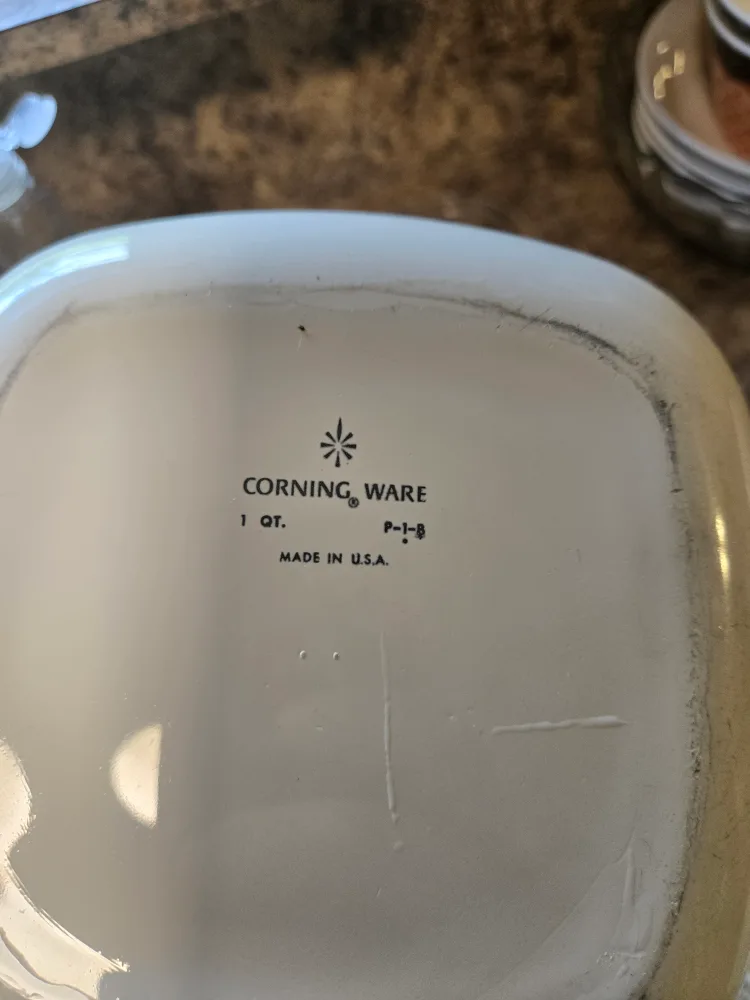 CORNING® WARE
1 QT. P-1-B
MADE IN U.S.A.